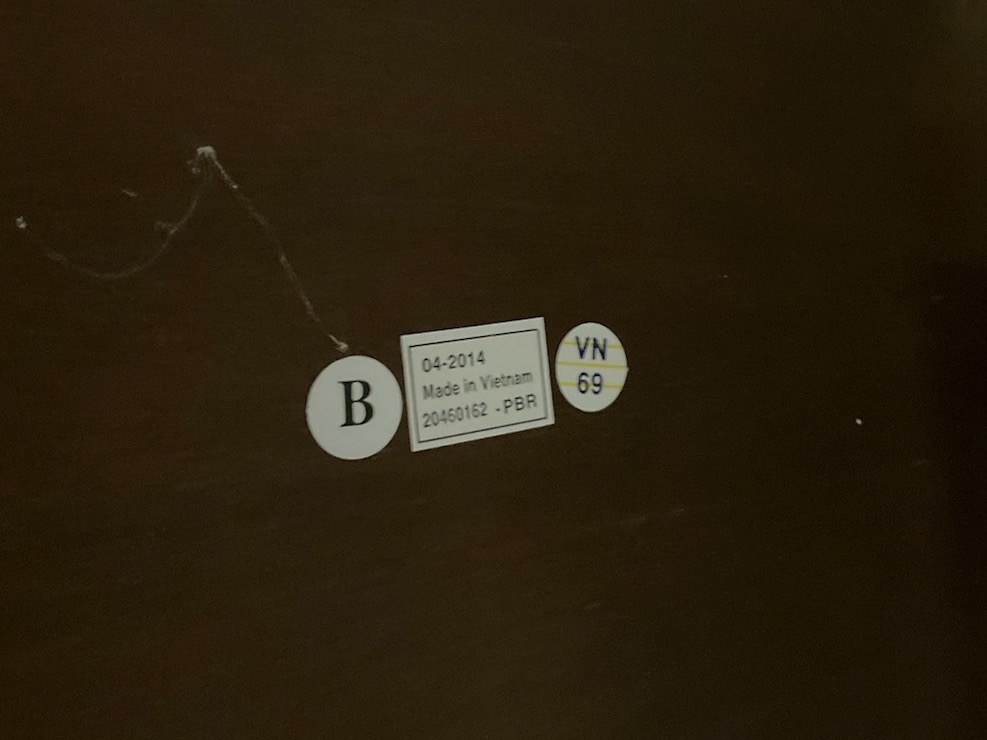 B
04-2014
Made in Vietnam
20460162 -PBR
VN
69